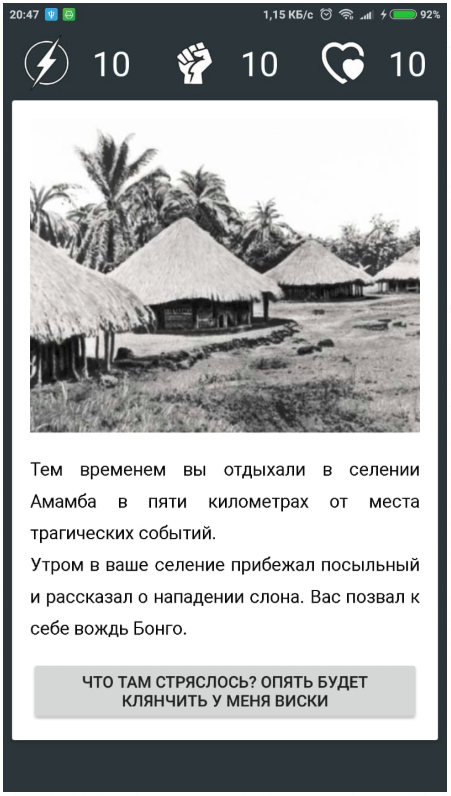 20:47 1,15 КБ/с 92%
10 10 10
Тем временем вы отдыхали в селении
Амамба в пяти километрах от места
трагических событий.
Утром в ваше селение прибежал посыльный
и рассказал о нападении слона. Вас позвал к
себе вождь Бонго.
ЧТО ТАМ СТРЯСЛОСЬ? ОПЯТЬ БУДЕТ
КЛЯНЧИТЬ У МЕНЯ ВИСКИ